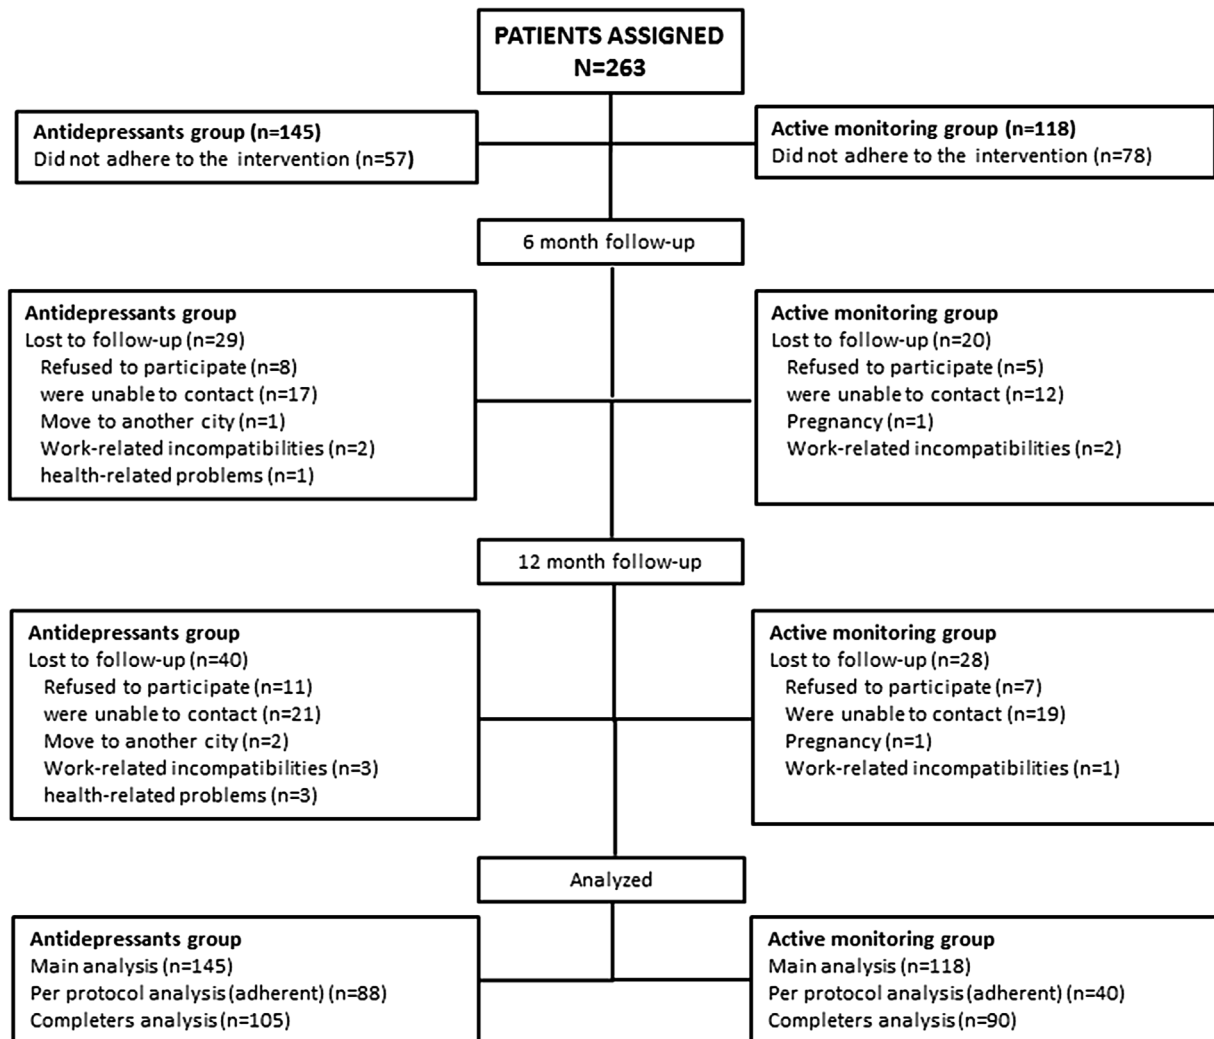 PATIENTS ASSIGNED
N=263
Antidepressants group (n=145)
Did not adhere to the intervention (n=57)
Active monitoring group (n=118)
Did not adhere to the intervention (n=78)
6 month follow-up
Antidepressants group
Lost to follow-up (n=29)
Refused to participate (n=8)
were unable to contact (n=17)
Move to another city (n=1)
Work-related incompatibilities (n=2)
health-related problems (n=1)
Active monitoring group
Lost to follow-up (n=20)
Refused to participate (n=5)
were unable to contact (n=12)
Pregnancy (n=1)
Work-related incompatibilities (n=2)
12 month follow-up
Antidepressants group
Lost to follow-up (n=40)
Refused to participate (n=11)
were unable to contact (n=21)
Move to another city (n=2)
Work-related incompatibilities (n=3)
health-related problems (n=3)
Active monitoring group
Lost to follow-up (n=28)
Refused to participate (n=7)
Were unable to contact (n=19)
Pregnancy (n=1)
Work-related incompatibilities (n=1)
Analyzed
Antidepressants group
Main analysis (n=145)
Per protocol analysis (adherent) (n=88)
Completers analysis (n=105)
Active monitoring group
Main analysis (n=118)
Per protocol analysis (adherent) (n=40)
Completers analysis (n=90)